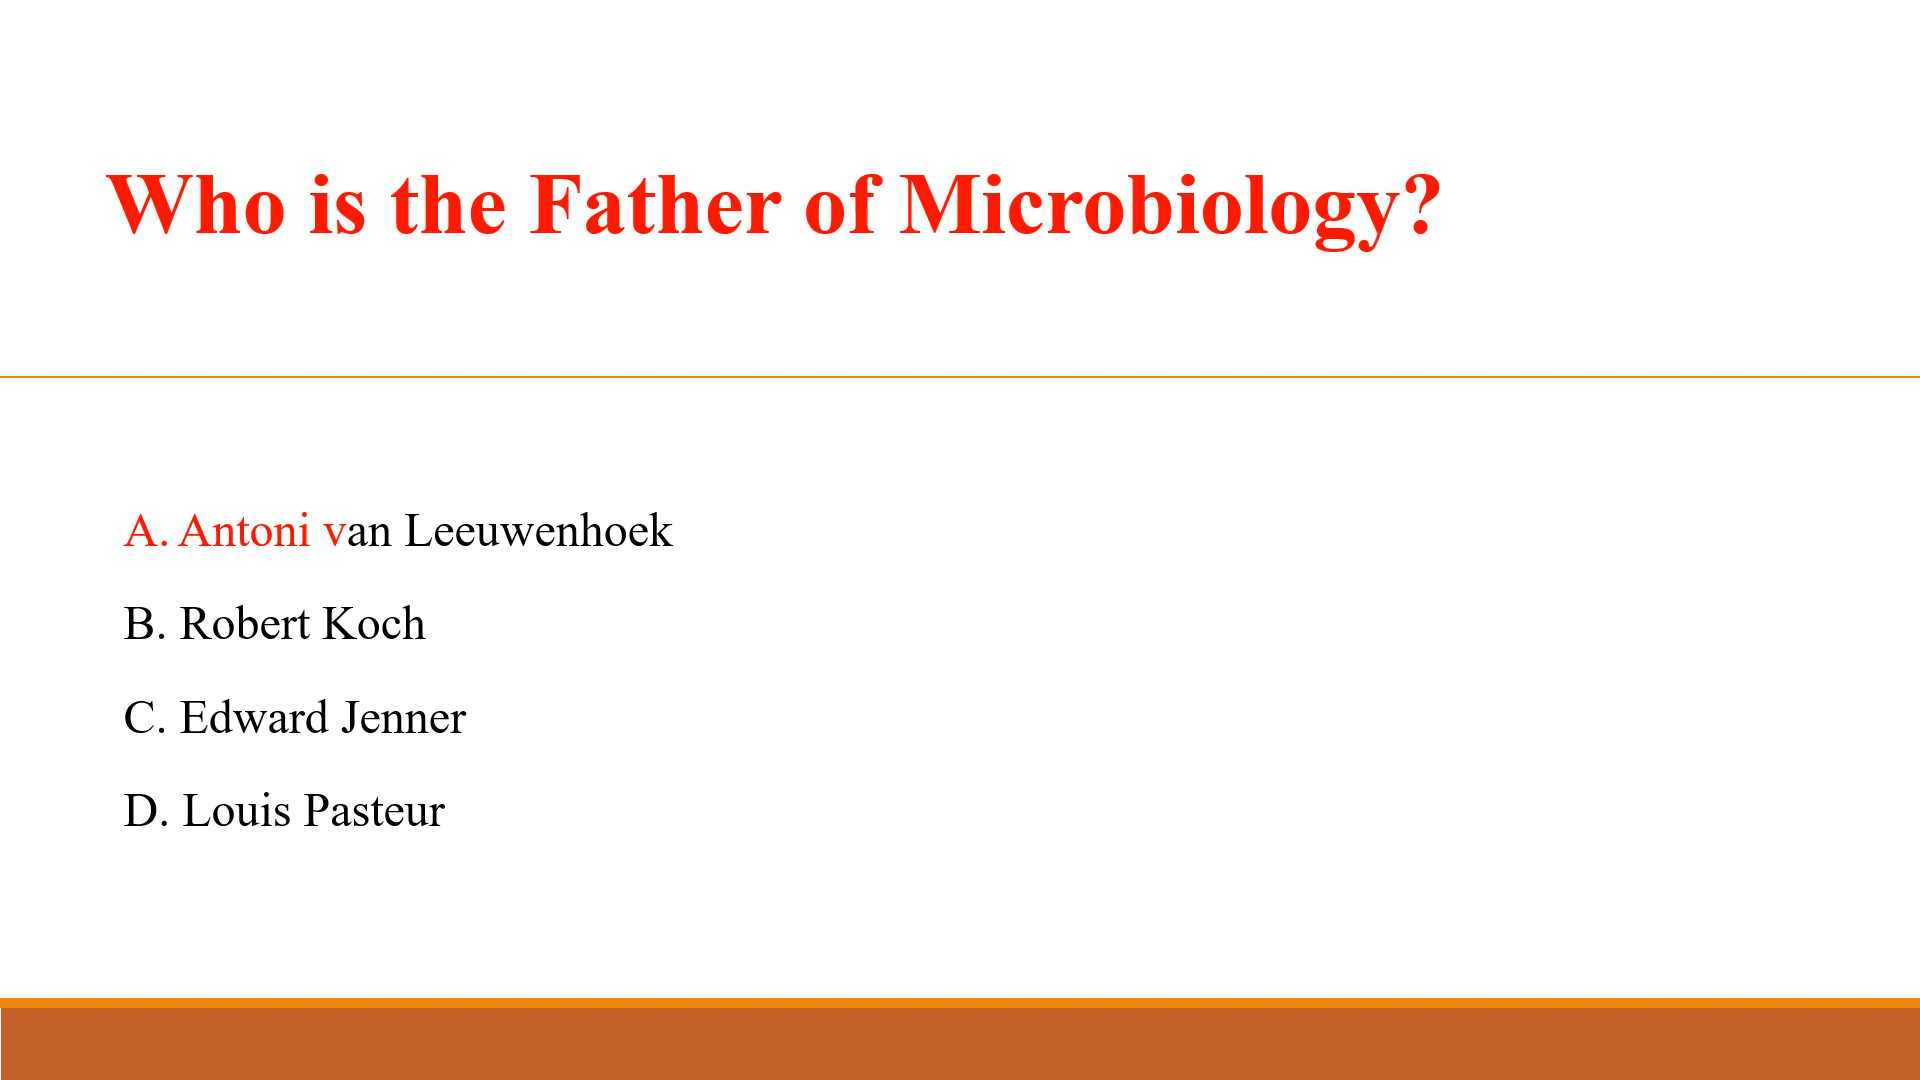 Who is the Father of Microbiology?
A. Antoni van Leeuwenhoek
B. Robert Koch
C. Edward Jenner
D. Louis Pasteur